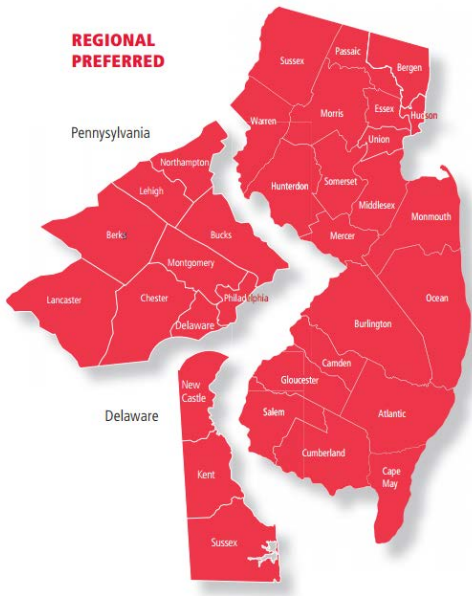 REGIONAL
PREFERRED
Pennysylvania
Northampton
Lehigh
Berks
Bucks
Montgomery
Lancaster
Chester
Philadelphia
Delaware
Delaware
New
Castle
Kent
Sussex
Sussex
Passaic
Bergen
Warren
Morris
Essex
Hudson
Union
Hunterdon
Somerset
Middlesex
Mercer
Monmouth
Ocean
Burlington
Camden
Gloucester
Salem
Atlantic
Cumberland
Cape
May